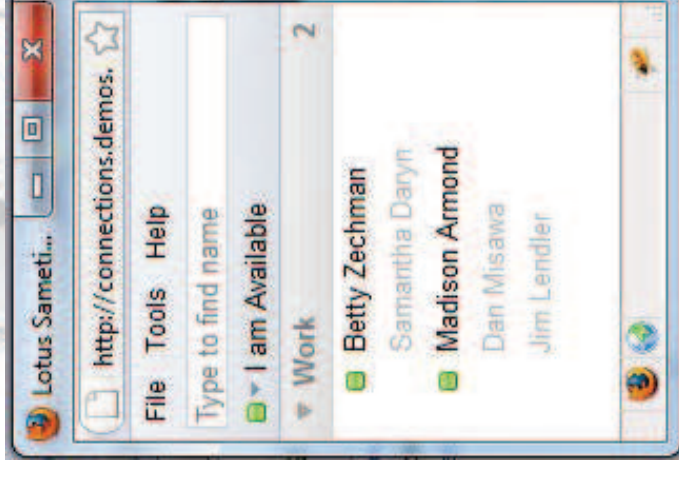 Lotus Sameti...
http://connections.demos.
File Tools Help
Type to find name
I am Available
Work 2
Betty Zechman
Samantha Daryn
Madison Armond
Dan Misawa
Jim Lendler